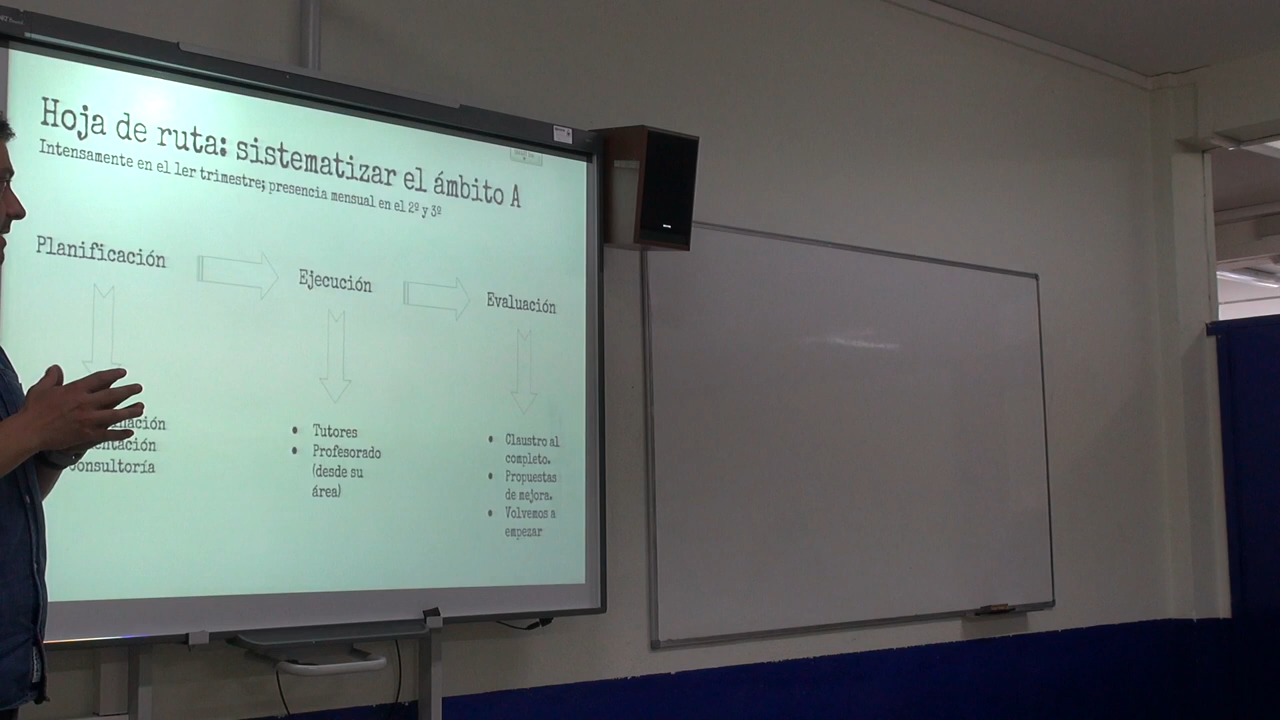 Hoja de ruta: sistematizar el ámbito A
Intensamente en el 1er trimestre; presencia mensual en el 2º y 3º
Planificación
Ejecución
Evaluación
● Tutores
● Profesorado
(desde su
área)
● Claustro al
completo.
● Propuestas
de mejora.
● Volvemos a
empezar